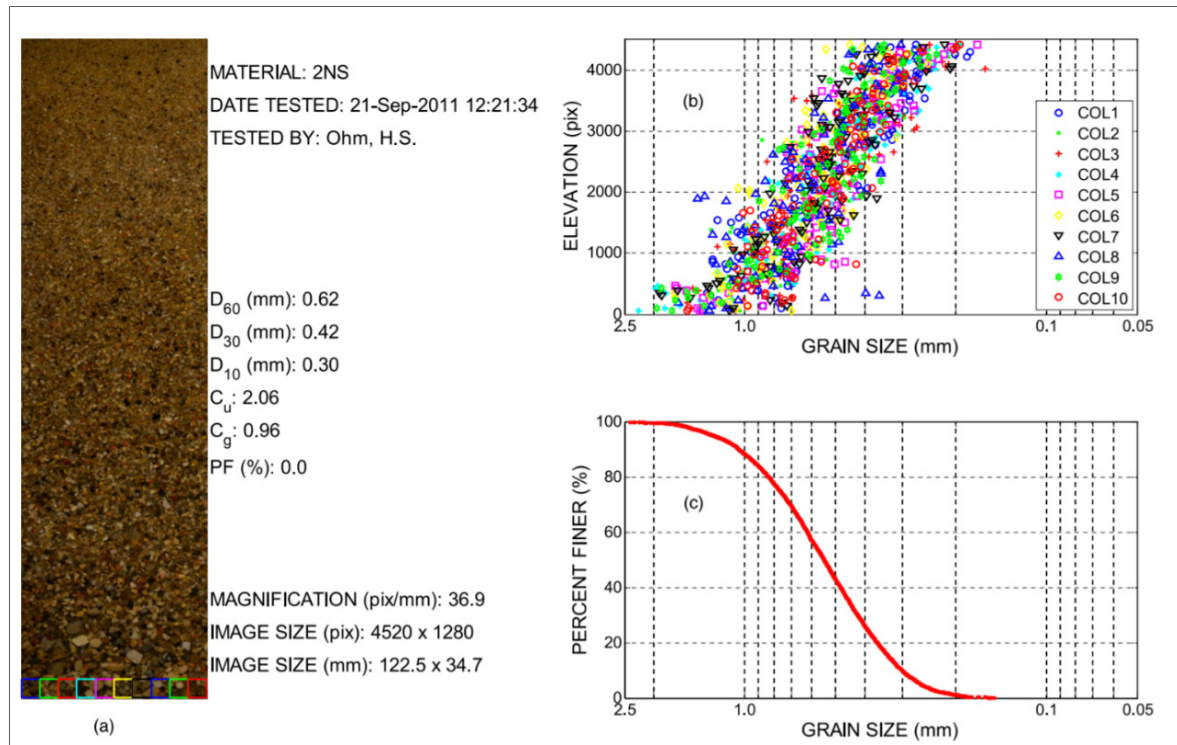 MATERIAL: 2NS
DATE TESTED: 21-Sep-2011 12:21:34
TESTED BY: Ohm, H.S.
D60 (mm): 0.62
D30 (mm): 0.42
D10 (mm): 0.30
Cu: 2.06
Cg: 0.96
PF (%): 0.0
MAGNIFICATION (pix/mm): 36.9
IMAGE SIZE (pix): 4520 x 1280
IMAGE SIZE (mm): 122.5 x 34.7
(a)
ELEVATION (pix)
4000
3000
2000
1000
0
(b)
COL1
COL2
COL3
COL4
COL5
COL6
COL7
COL8
COL9
COL10
2.5 1.0 0.1 0.05
GRAIN SIZE (mm)
PERCENT FINER (%)
100
80
60
40
20
0
(c)
2.5 1.0 0.1 0.05
GRAIN SIZE (mm)